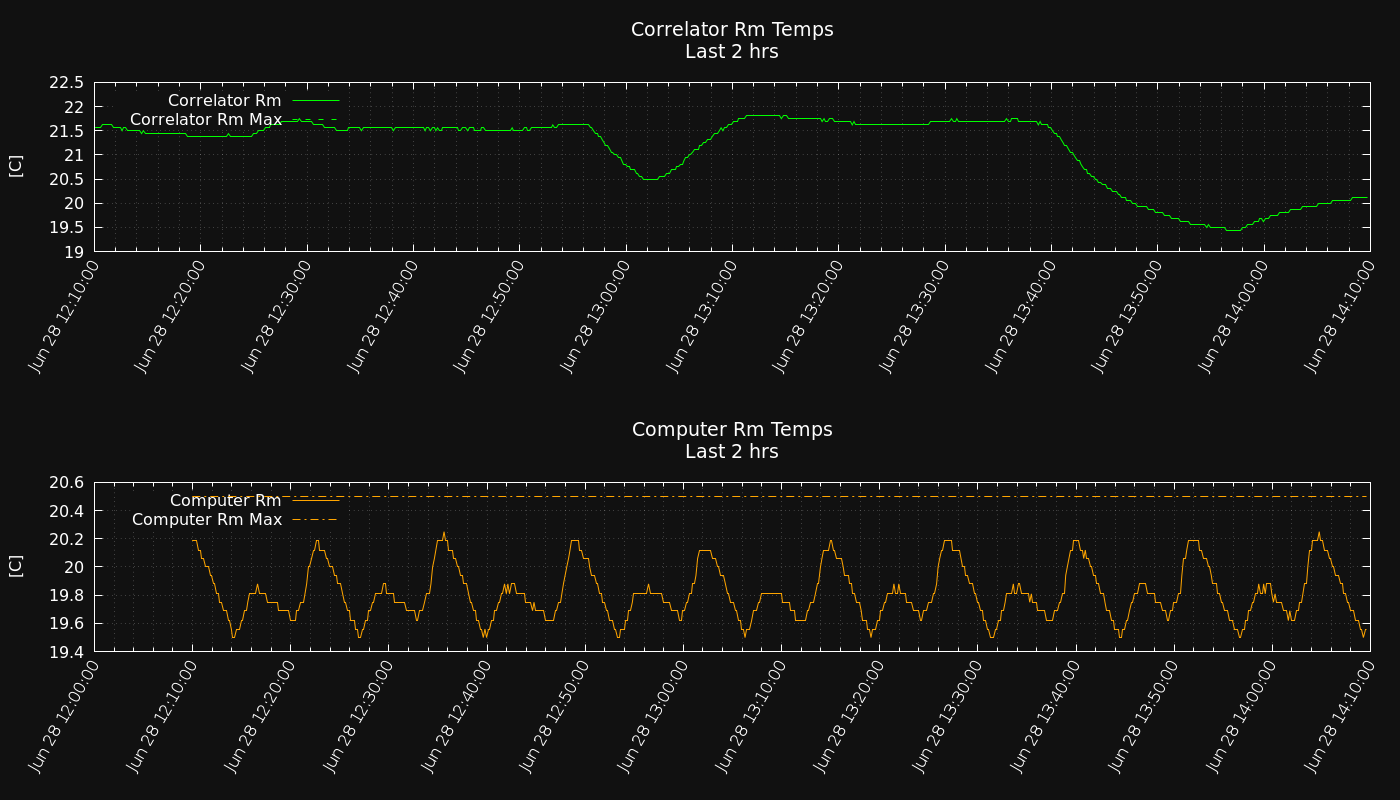 Correlator Rm Temps
Last 2 hrs
22.5
22
21.5
21
20.5
20
19.5
19
[C]
Correlator Rm
Correlator Rm Max
Jun 28 12:10:00
Jun 28 12:20:00
Jun 28 12:30:00
Jun 28 12:40:00
Jun 28 12:50:00
Jun 28 13:00:00
Jun 28 13:10:00
Jun 28 13:20:00
Jun 28 13:30:00
Jun 28 13:40:00
Jun 28 13:50:00
Jun 28 14:00:00
Jun 28 14:10:00
Computer Rm Temps
Last 2 hrs
20.6
20.4
20.2
20
19.8
19.6
19.4
[C]
Computer Rm
Computer Rm Max
Jun 28 12:00:00
Jun 28 12:10:00
Jun 28 12:20:00
Jun 28 12:30:00
Jun 28 12:40:00
Jun 28 12:50:00
Jun 28 13:00:00
Jun 28 13:10:00
Jun 28 13:20:00
Jun 28 13:30:00
Jun 28 13:40:00
Jun 28 13:50:00
Jun 28 14:00:00
Jun 28 14:10:00